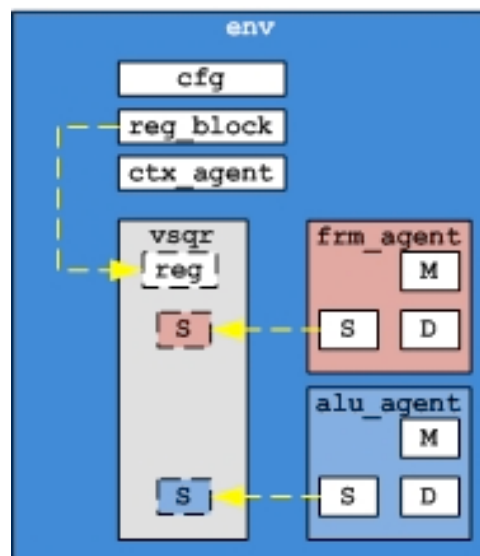 env
cfg
reg_block
ctx_agent
vsqr
reg
S
S
frm_agent
M
S D
alu_agent
M
S D